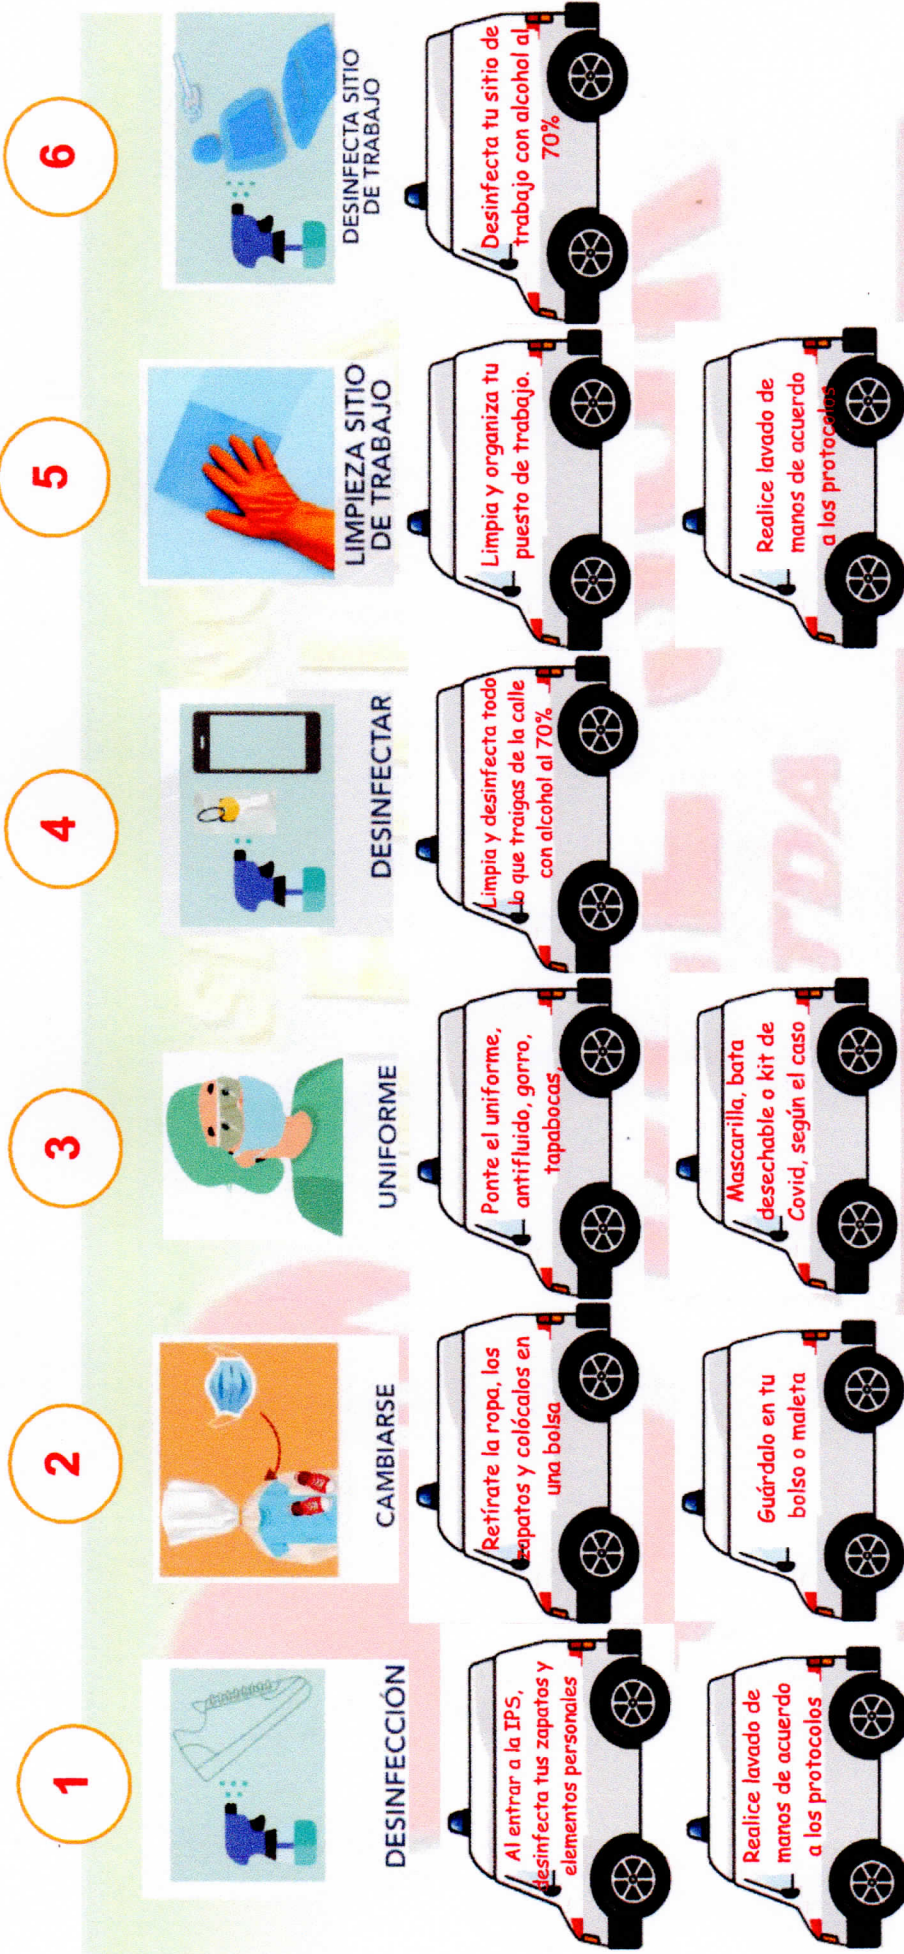 1
DESINFECCIÓN
Al entrar a la IPS,
desinfecta tus zapatos y
elementos personales
Realice lavado de
manos de acuerdo
a los protocolos
2
CAMBIARSE
Retírate la ropa, los
zapatos y colócalos en
una bolsa
Guárdalo en tu
bolso o maleta
3
UNIFORME
Ponte el uniforme,
antifluido, gorro,
tapabocas,
Mascarilla, bata
desechable o kit de
Covid, según el caso
4
DESINFECTAR
Limpia y desinfecta todo
lo que traigas de la calle
con alcohol al 70%
5
LIMPIEZA SITIO
DE TRABAJO
Limpia y organiza tu
puesto de trabajo.
Realice lavado de
manos de acuerdo
a los protocolos
6
DESINFECTA SITIO
DE TRABAJO
Desinfecta tu sitio de
trabajo con alcohol al
70%
LTDA